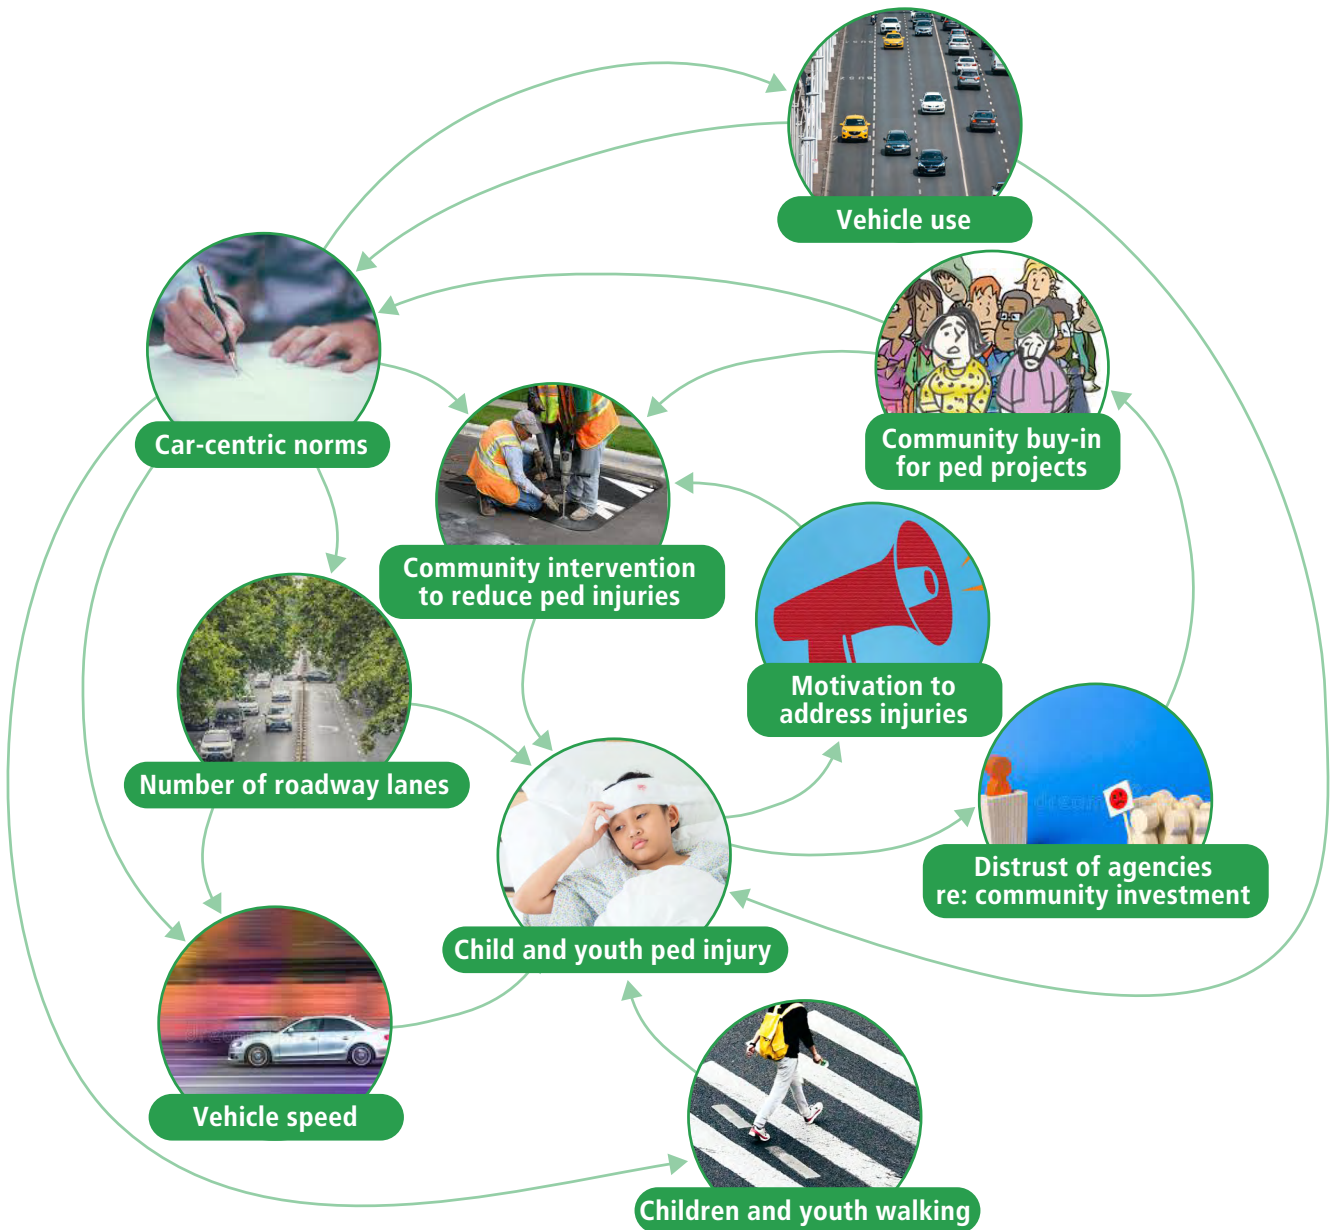 Vehicle use
Car-centric norms
Community buy-in
for ped projects
Community intervention
to reduce ped injuries
Motivation to
address injuries
Number of roadway lanes
Distrust of agencies
re: community investment
Child and youth ped injury
Vehicle speed
Children and youth walking